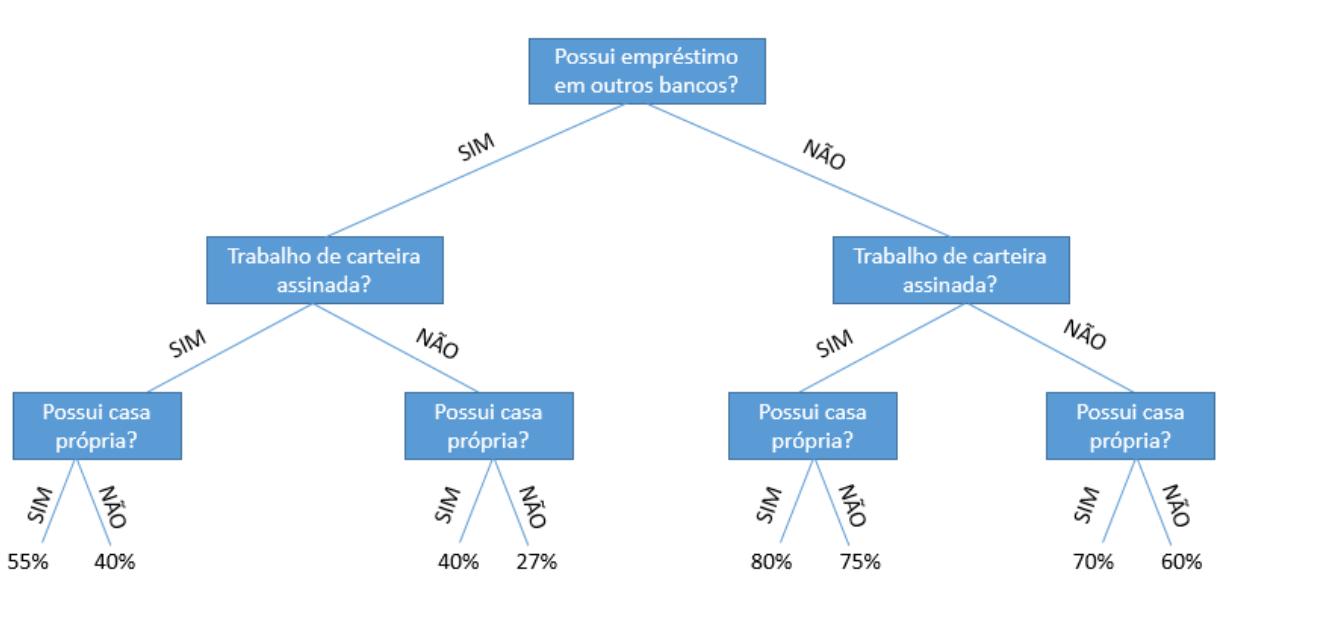 Possui empréstimo
em outros bancos?
SIM
NÃO
Trabalho de carteira
assinada?
Trabalho de carteira
assinada?
SIM
NÃO
SIM
NÃO
Possui casa
própria?
Possui casa
própria?
Possui casa
própria?
Possui casa
própria?
SIM
NÃO
SIM
NÃO
SIM
NÃO
SIM
NÃO
55%
40%
40%
27%
80%
75%
70%
60%